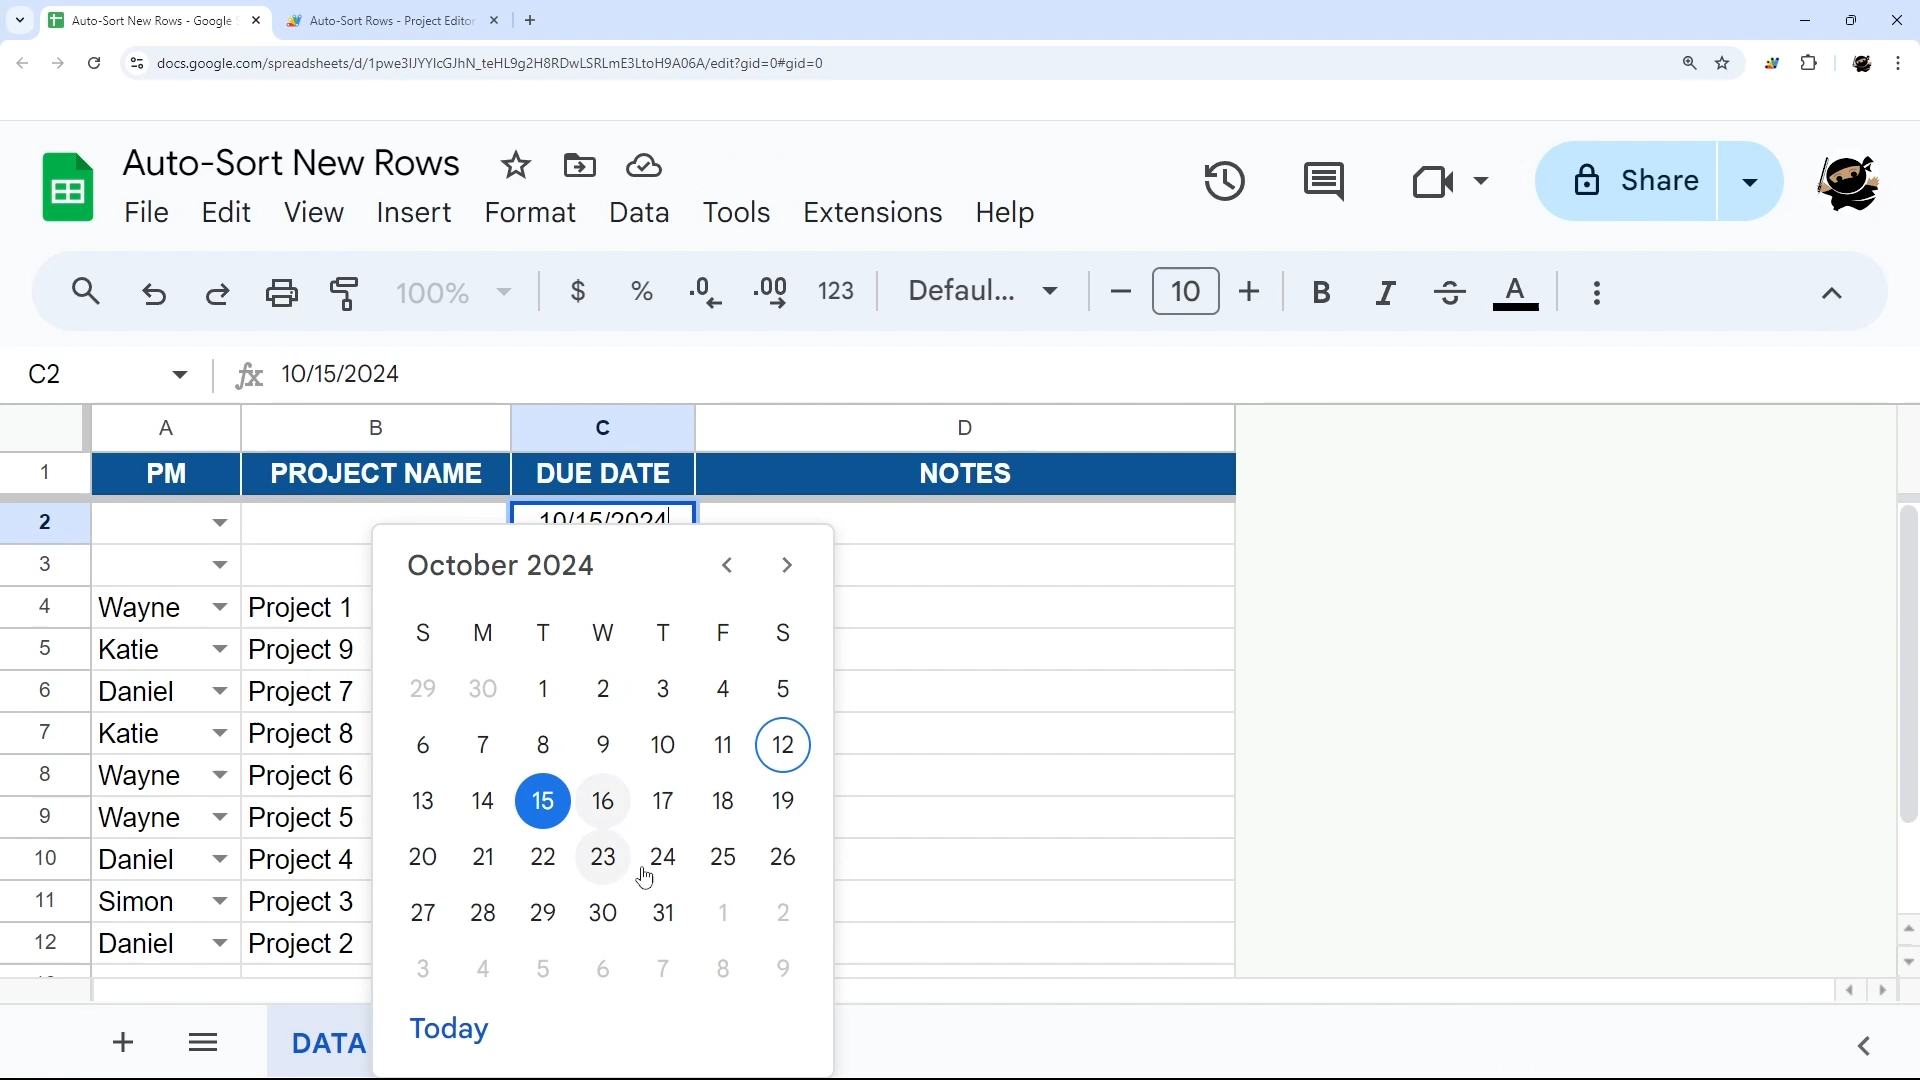 Auto-Sort New Rows - Google
Auto-Sort Rows - Project Editor
docs.google.com/spreadsheets/d/1pwe3IJYYIcGJhN_teHL9g2H8RDwLSRLmE3LtoH9A06A/edit?gid=0#gid=0
Auto-Sort New Rows
File Edit View Insert Format Data Tools Extensions Help
Share
100% $ % .0 .00 123 Defaul... 10 B I S A
C2 fx 10/15/2024
A B C D
1 PM PROJECT NAME DUE DATE NOTES
2 10/15/2024
3
4 Wayne Project 1
5 Katie Project 9
6 Daniel Project 7
7 Katie Project 8
8 Wayne Project 6
9 Wayne Project 5
10 Daniel Project 4
11 Simon Project 3
12 Daniel Project 2
October 2024
S M T W T F S
29 30 1 2 3 4 5
6 7 8 9 10 11 12
13 14 15 16 17 18 19
20 21 22 23 24 25 26
27 28 29 30 31 1 2
3 4 5 6 7 8 9
Today
DATA